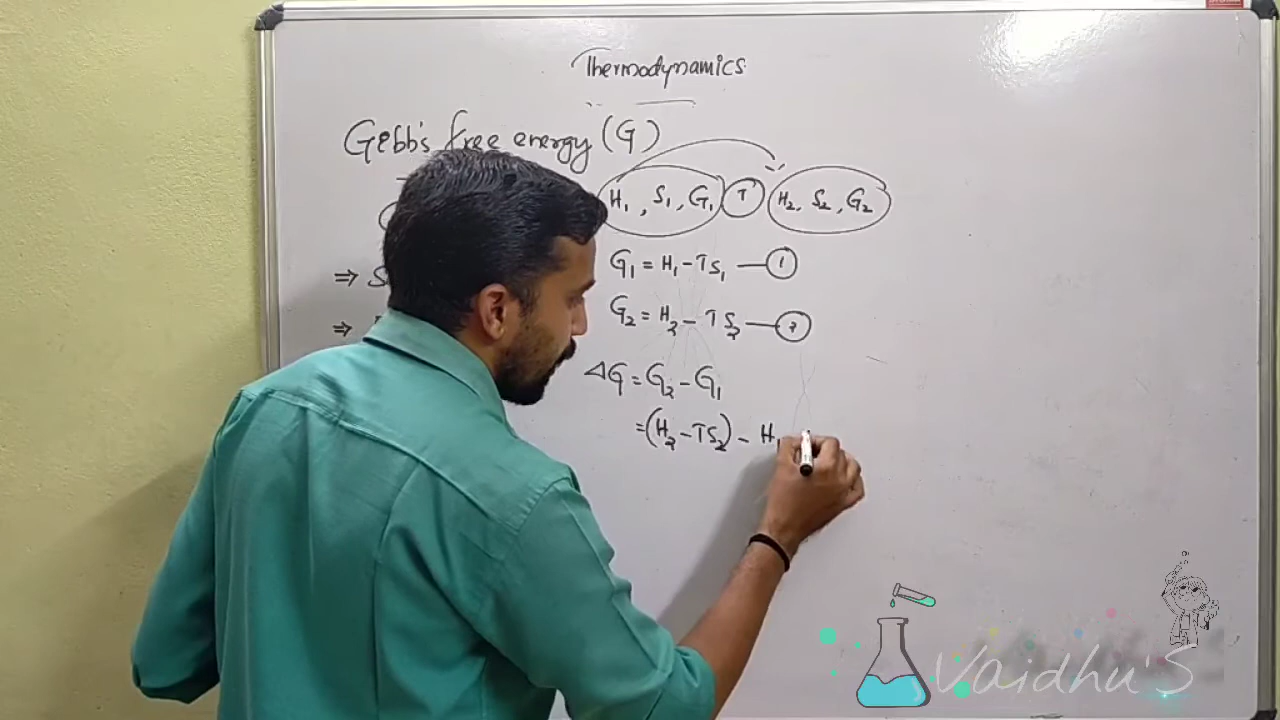 Thermodynamics
Gibb's free energy (G)
H₁, S₁, G₁ T H₂, S₂, G₂
⇒ S
G₁ = H₁ - TS₁ — 1
⇒
G₂ = H₂ - TS₂ — 2
ΔG = G₂ - G₁
= (H₂ - TS₂) - H₁
Vaidhu's